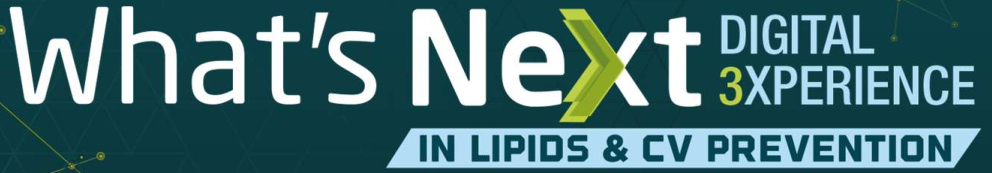 What's Next DIGITAL
3XPERIENCE
IN LIPIDS & CV PREVENTION